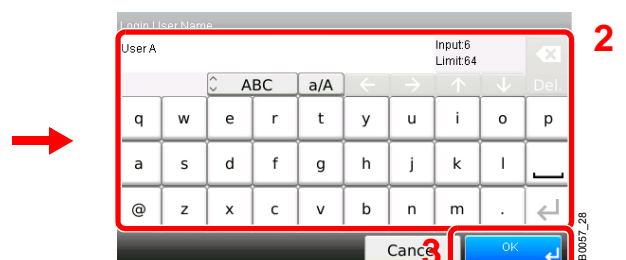 Login User Name
2
User A
Input:6
Limit:64
ABC a/A ← → ↑ ↓ Del.
q w e r t y u i o p
a s d f g h j k l
@ z x c v b n m .
Cance
3
OK
B0057_28